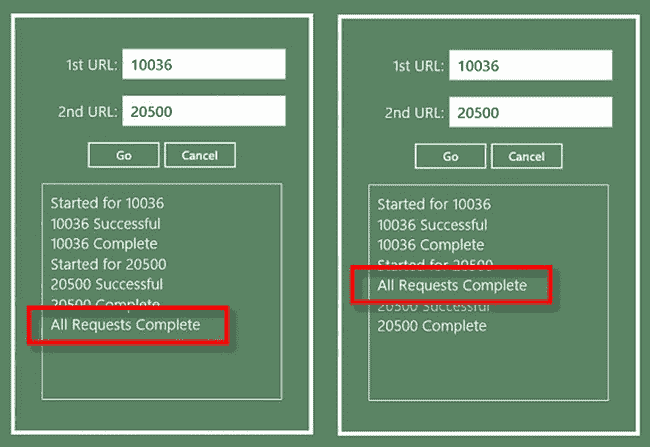 1st URL: 10036
2nd URL: 20500
Go Cancel
Started for 10036
10036 Successful
10036 Complete
Started for 20500
20500 Successful
20500 Complete
All Requests Complete
1st URL: 10036
2nd URL: 20500
Go Cancel
Started for 10036
10036 Successful
10036 Complete
Started for 20500
All Requests Complete
20500 Successful
20500 Complete